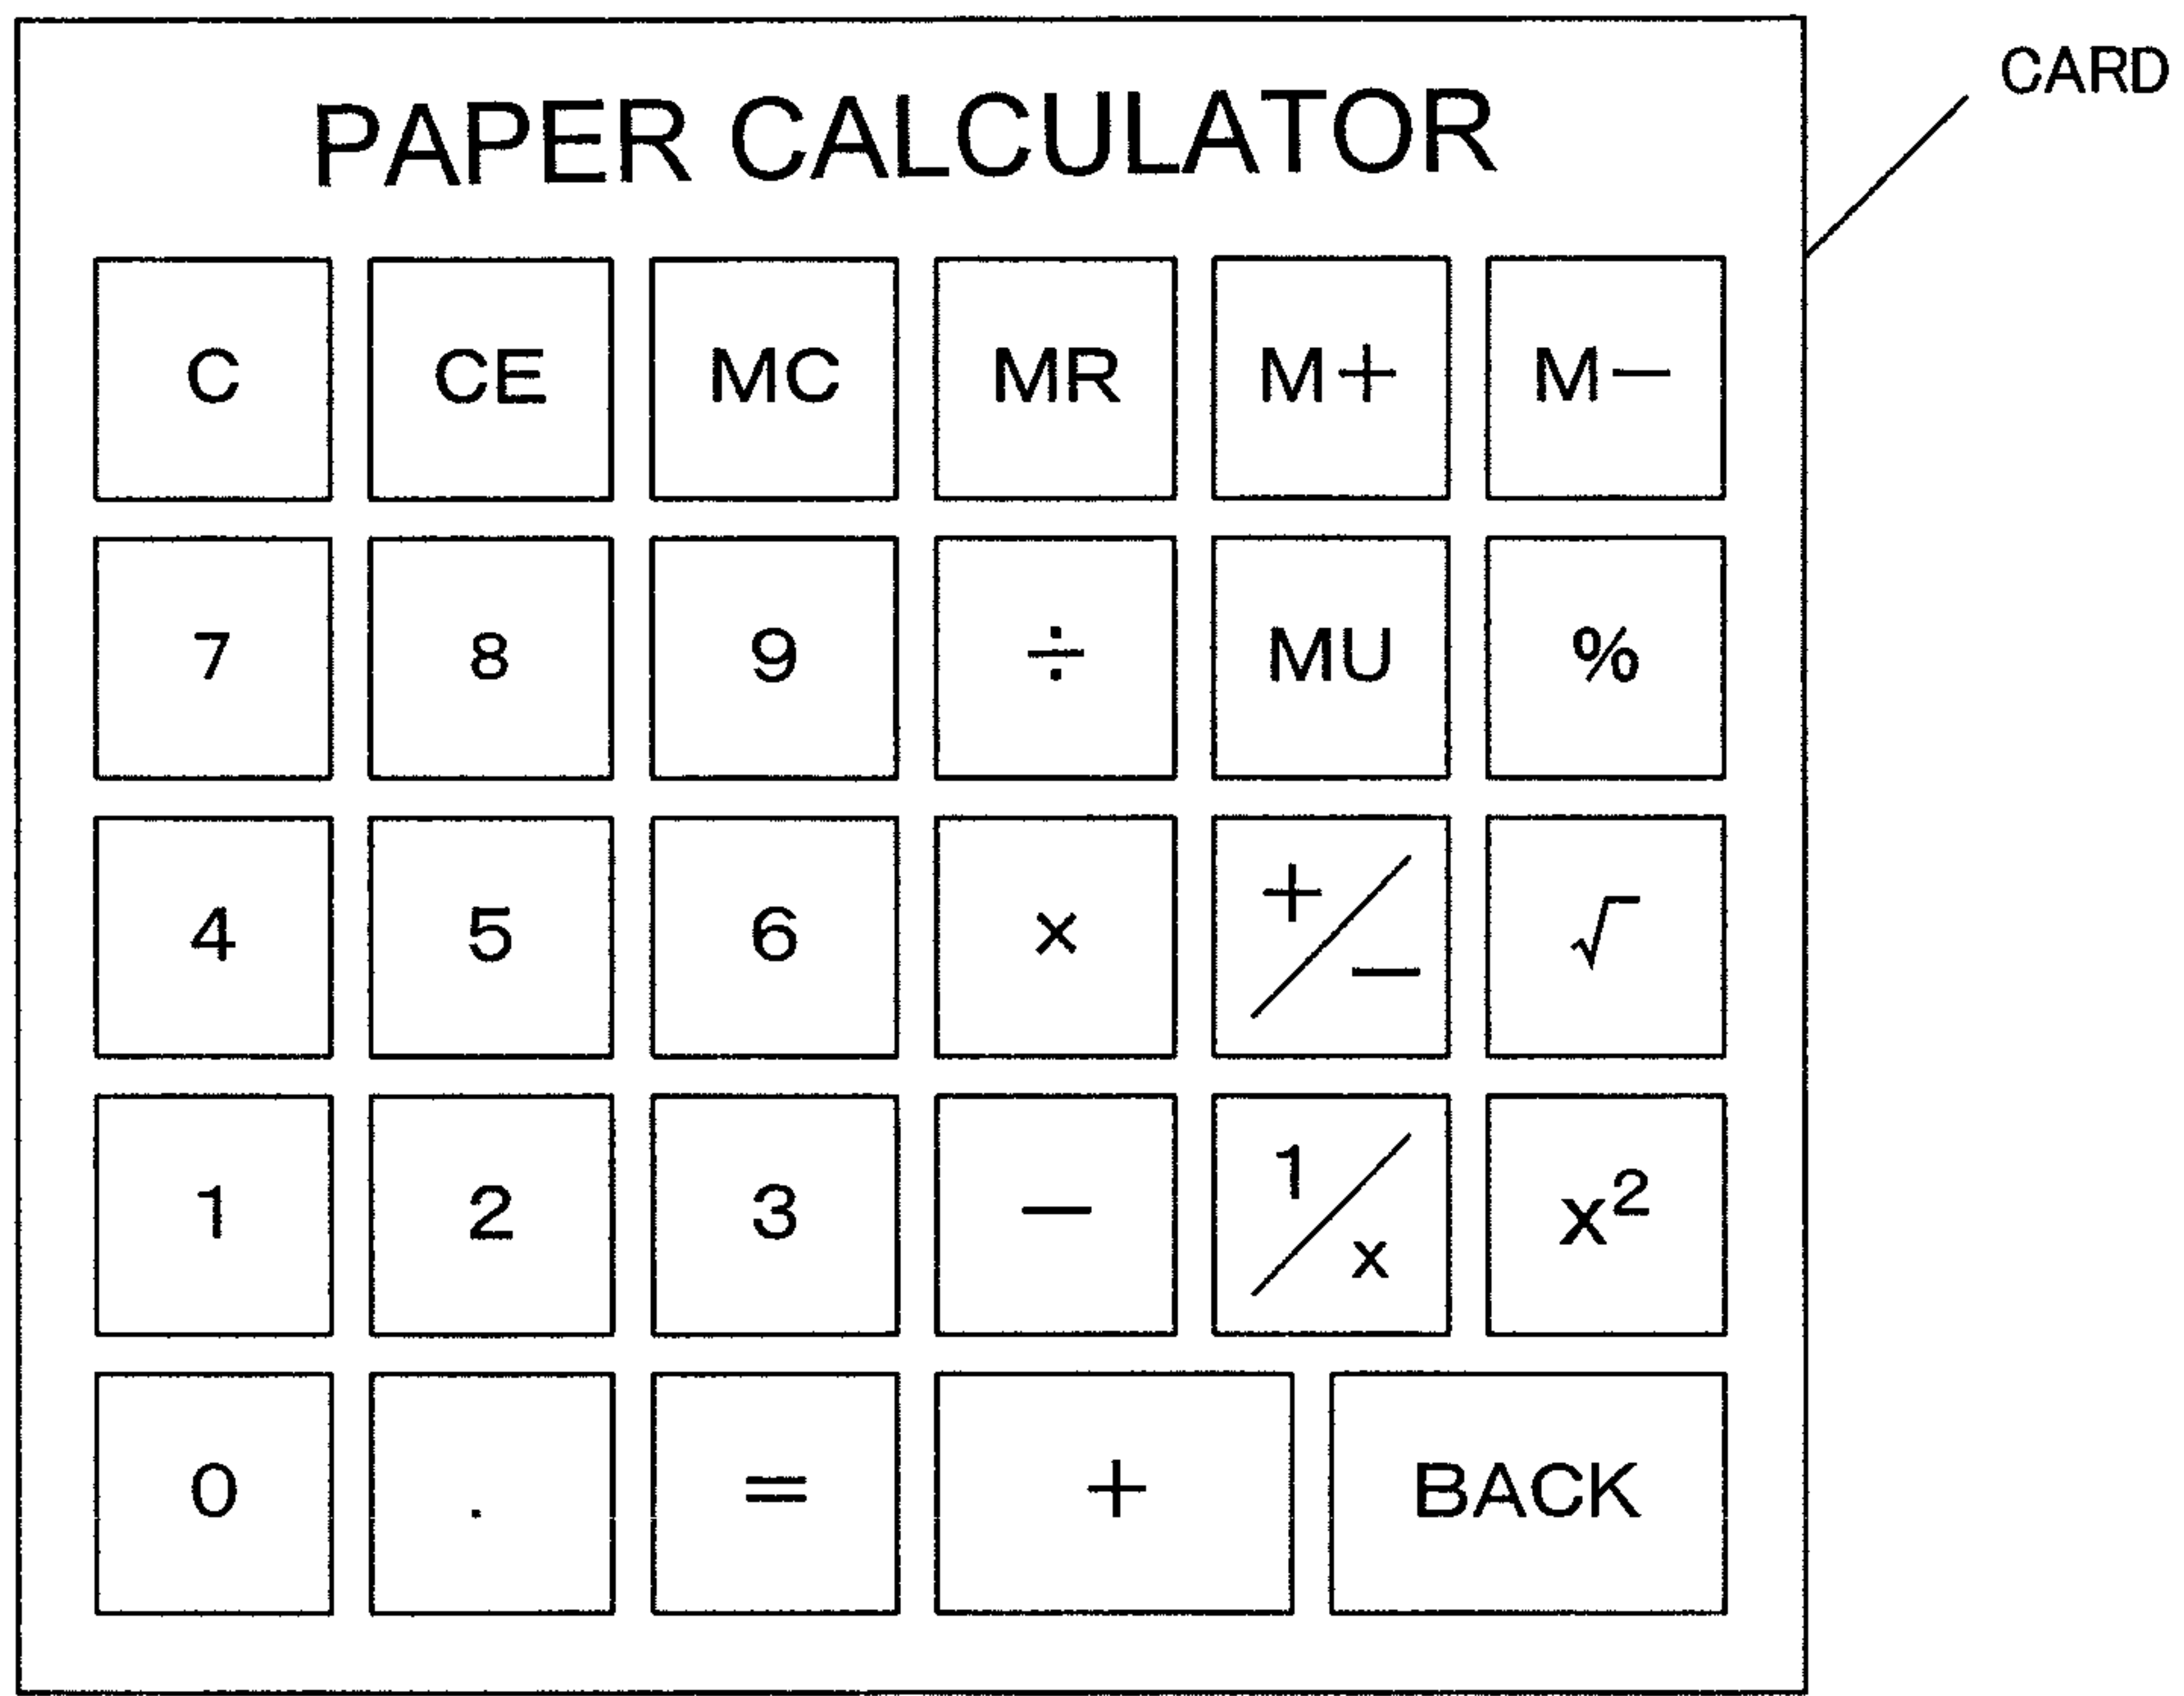 CARD
PAPER CALCULATOR
C CE MC MR M+ M−
7 8 9 ÷ MU %
4 5 6 × +/− √
1 2 3 − 1/x x²
0 . = + BACK